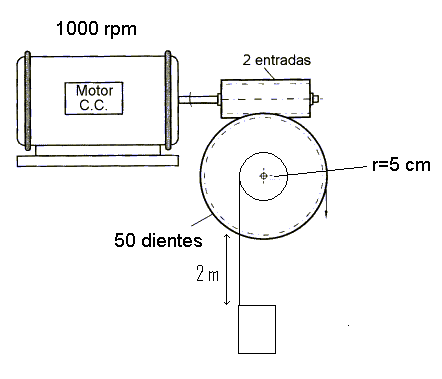 1000 rpm
2 entradas
Motor
C.C.
r=5 cm
50 dientes
2 m